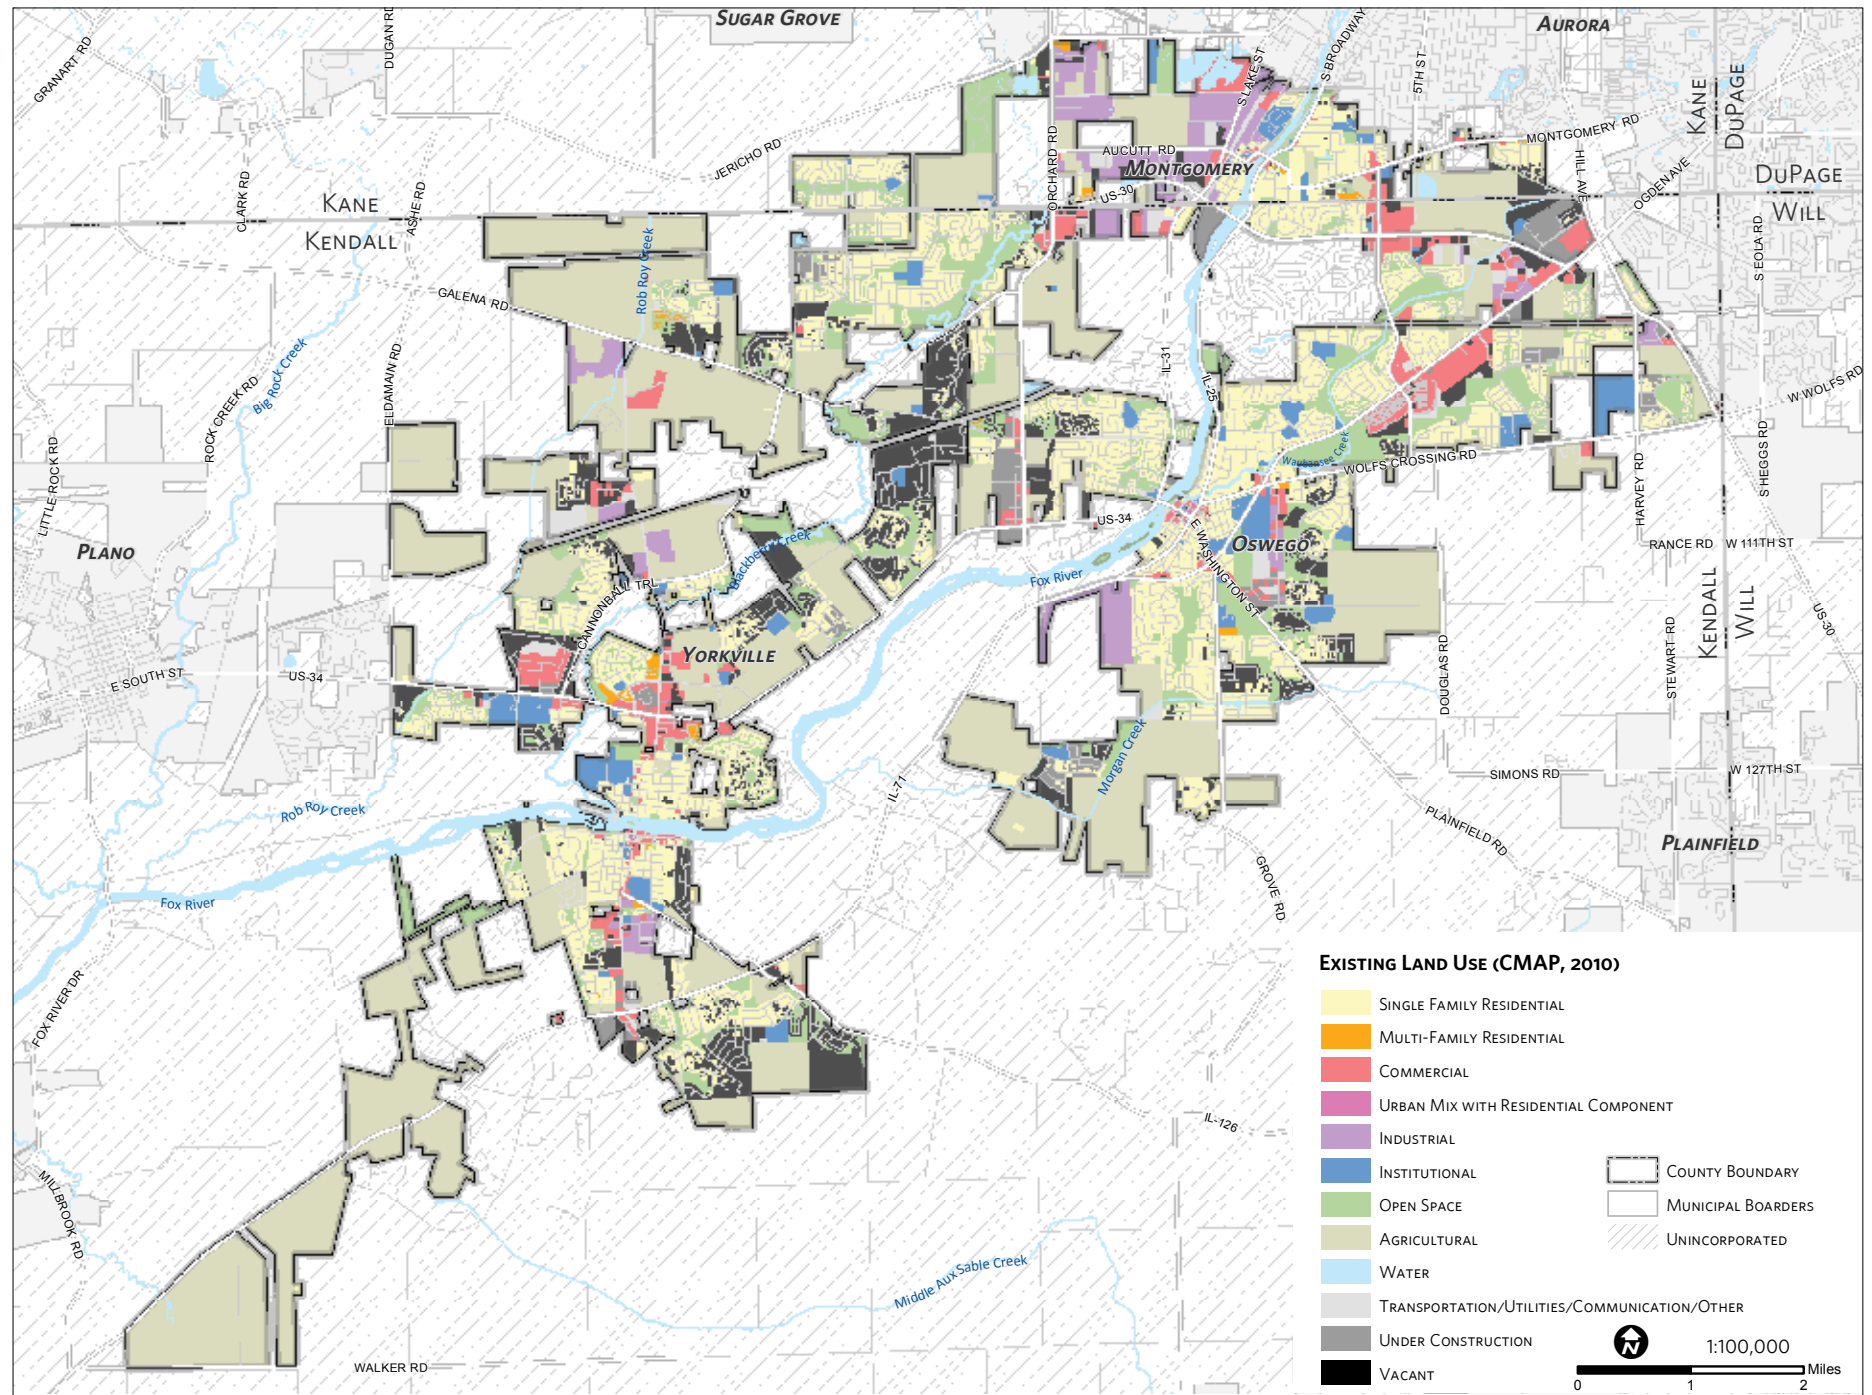 SUGAR GROVE
AURORA
DUGAN RD
GRANART RD
S LAKE ST
S BROADWAY
5TH ST
KANE
DUPAGE
MONTGOMERY RD
JERICHO RD
ORCHARD RD
AUCUTT RD
MONTGOMERY
HILL AVE
OGDEN AVE
DUPAGE
WILL
CLARK RD
KANE
KENDALL
ASHE RD
US-30
S EOLA RD
Rob Roy Creek
GALENA RD
Big Rock Creek
ROCK CREEK RD
ELDAMAIN RD
IL-31
IL-25
W WOLFS RD
LITTLE ROCK RD
Waubansee Creek
WOLFS CROSSING RD
HARVEY RD
S HEGGS RD
US-34
PLANO
Blackberry Creek
E WASHINGTON ST
OSWEGO
RANCE RD
W 111TH ST
Fox River
CANNONBALL TRL
KENDALL
WILL
US-30
YORKVILLE
E SOUTH ST
US-34
DOUGLAS RD
STEWART RD
Morgan Creek
IL-71
SIMONS RD
W 127TH ST
Rob Roy Creek
PLAINFIELD RD
PLAINFIELD
GROVE RD
Fox River
FOX RIVER DR
IL-126
MILLBROOK RD
Middle Aux Sable Creek
WALKER RD
EXISTING LAND USE (CMAP, 2010)
SINGLE FAMILY RESIDENTIAL
MULTI-FAMILY RESIDENTIAL
COMMERCIAL
URBAN MIX WITH RESIDENTIAL COMPONENT
INDUSTRIAL
INSTITUTIONAL
OPEN SPACE
AGRICULTURAL
WATER
TRANSPORTATION/UTILITIES/COMMUNICATION/OTHER
UNDER CONSTRUCTION
VACANT
COUNTY BOUNDARY
MUNICIPAL BOARDERS
UNINCORPORATED
N
1:100,000
Miles
0 1 2